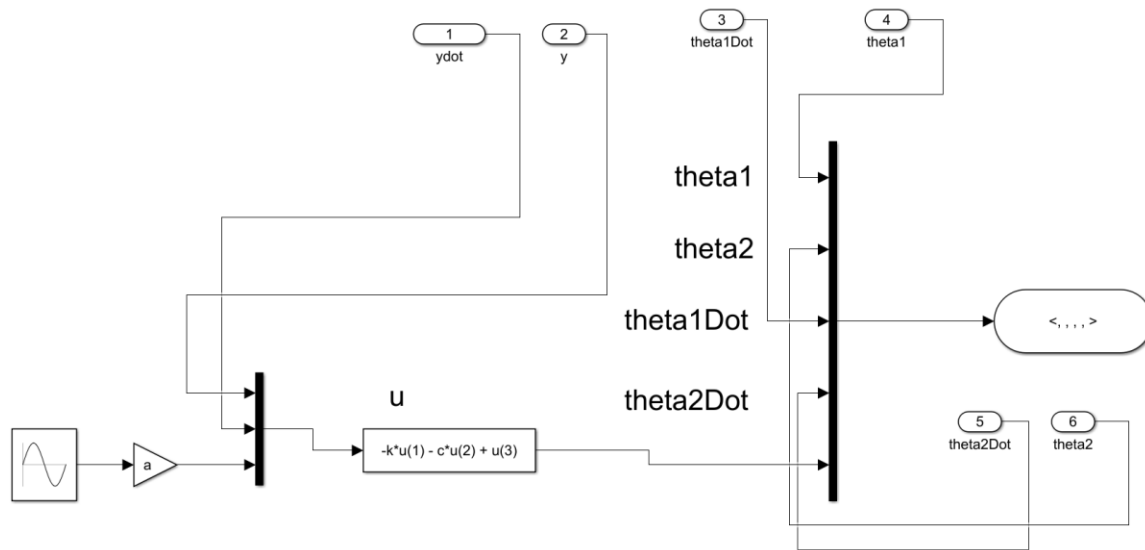 1
ydot
2
y
3
theta1Dot
4
theta1
theta1
theta2
theta1Dot
<, , , , >
theta2Dot
u
5
theta2Dot
6
theta2
-k*u(1) - c*u(2) + u(3)
a